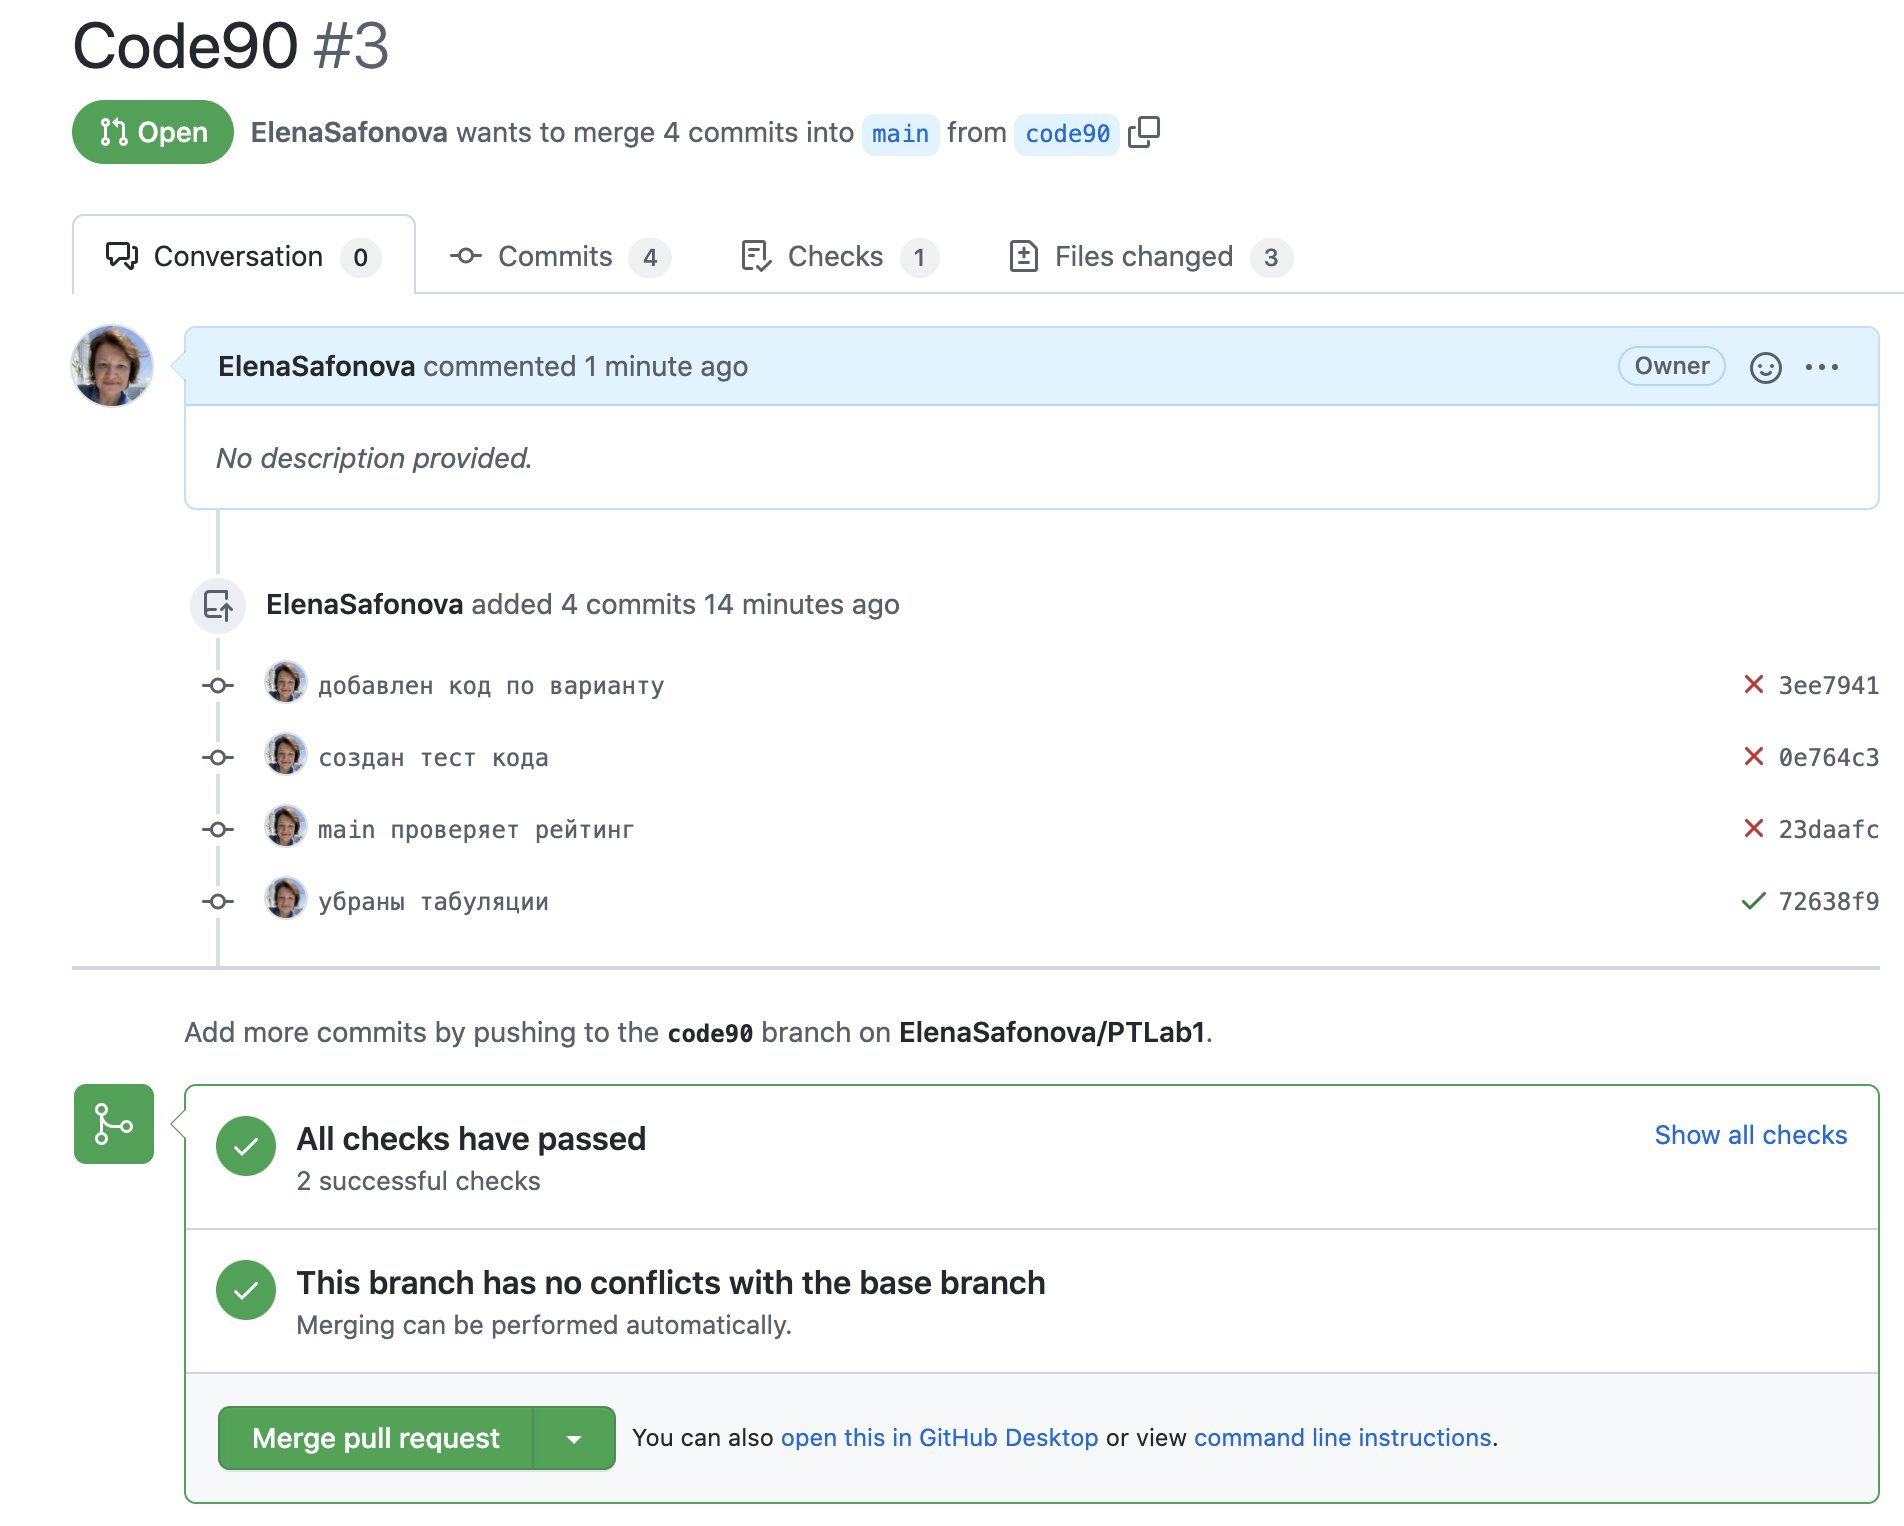 Code90 #3
Open ElenaSafonova wants to merge 4 commits into main from code90
Conversation 0 Commits 4 Checks 1 Files changed 3
ElenaSafonova commented 1 minute ago Owner
No description provided.
ElenaSafonova added 4 commits 14 minutes ago
добавлен код по варианту 3ee7941
создан тест кода 0e764c3
main проверяет рейтинг 23daafc
убраны табуляции 72638f9
Add more commits by pushing to the code90 branch on ElenaSafonova/PTLab1.
All checks have passed Show all checks
2 successful checks
This branch has no conflicts with the base branch
Merging can be performed automatically.
Merge pull request You can also open this in GitHub Desktop or view command line instructions.